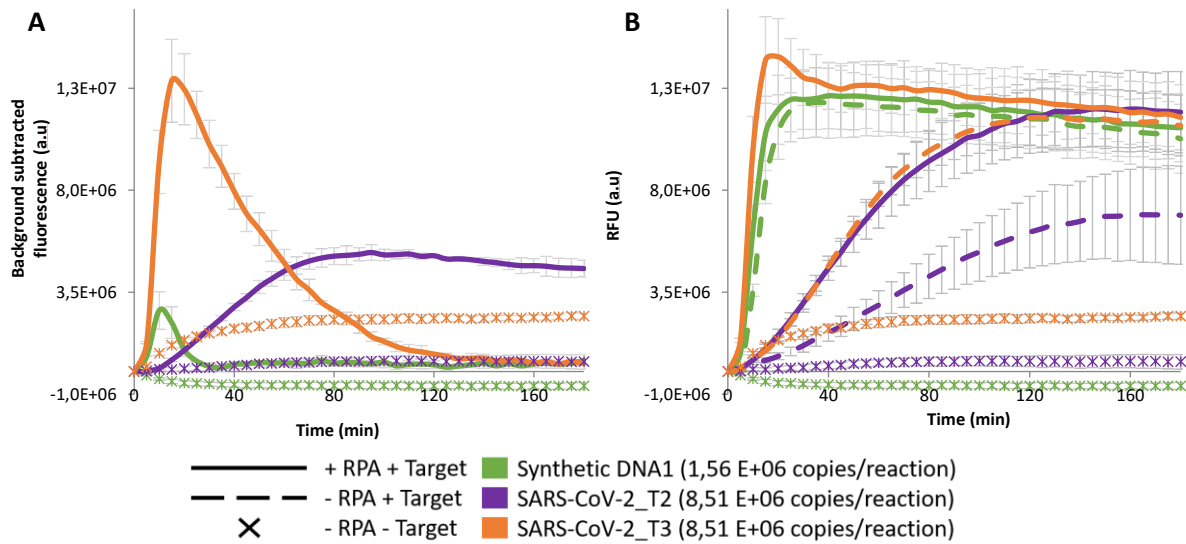 A
Background subtracted
fluorescence (a.u)
1,3E+07
8,0E+06
3,5E+06
-1,0E+06
0
40
80
120
160
Time (min)
B
RFU (a.u)
1,3E+07
8,0E+06
3,5E+06
-1,0E+06
0
40
80
120
160
Time (min)
+ RPA + Target
- RPA + Target
- RPA - Target
Synthetic DNA1 (1,56 E+06 copies/reaction)
SARS-CoV-2_T2 (8,51 E+06 copies/reaction)
SARS-CoV-2_T3 (8,51 E+06 copies/reaction)